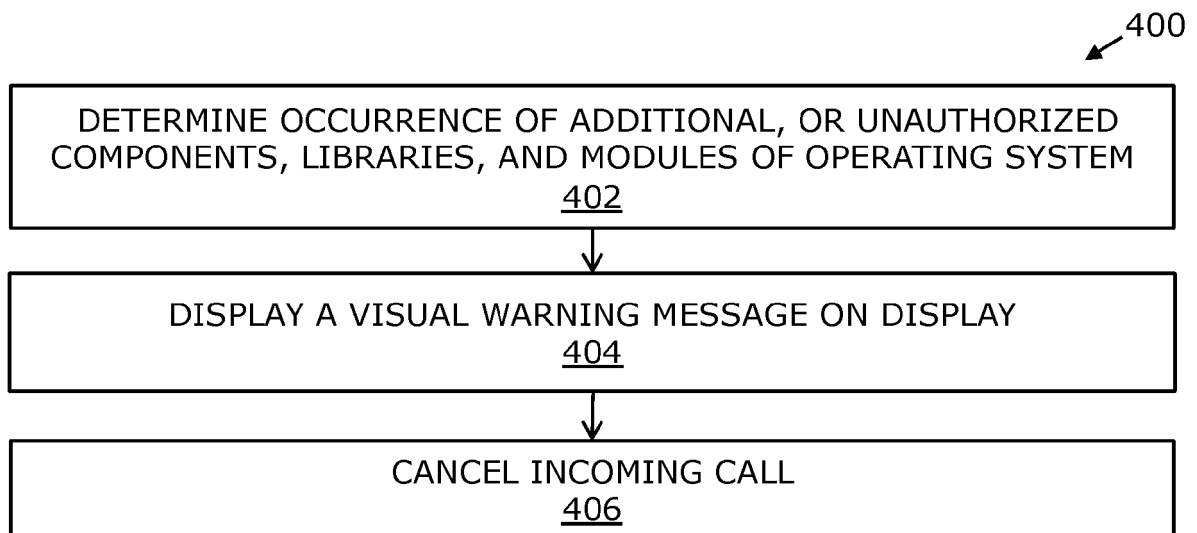 400
DETERMINE OCCURRENCE OF ADDITIONAL, OR UNAUTHORIZED
COMPONENTS, LIBRARIES, AND MODULES OF OPERATING SYSTEM
402
DISPLAY A VISUAL WARNING MESSAGE ON DISPLAY
404
CANCEL INCOMING CALL
406